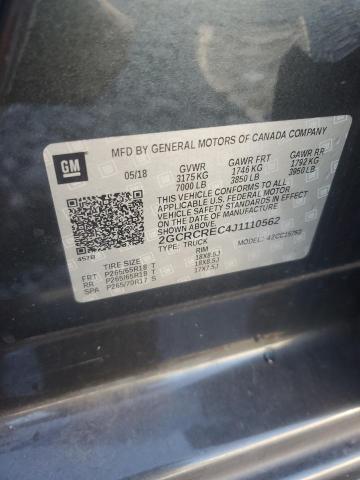 GM
MFD BY GENERAL MOTORS OF CANADA COMPANY
05/18 GVWR GAWR FRT GAWR RR
3175 KG 1746 KG 1792 KG
7000 LB 3850 LB 3950 LB
THIS VEHICLE CONFORMS TO ALL APPLICABLE
U.S. FEDERAL MOTOR VEHICLE SAFETY AND
THEFT PREVENTION STANDARDS IN EFFECT ON
THE DATE OF MANUFACTURE SHOWN ABOVE.
2GCRCREC4J1110562
TYPE: TRUCK MODEL:
TIRE SIZE RIM
FRT P265/65R18 T 18X8.5J
RR P265/65R18 T 18X8.5J
SPA P265/70R17 S 17X7.5J